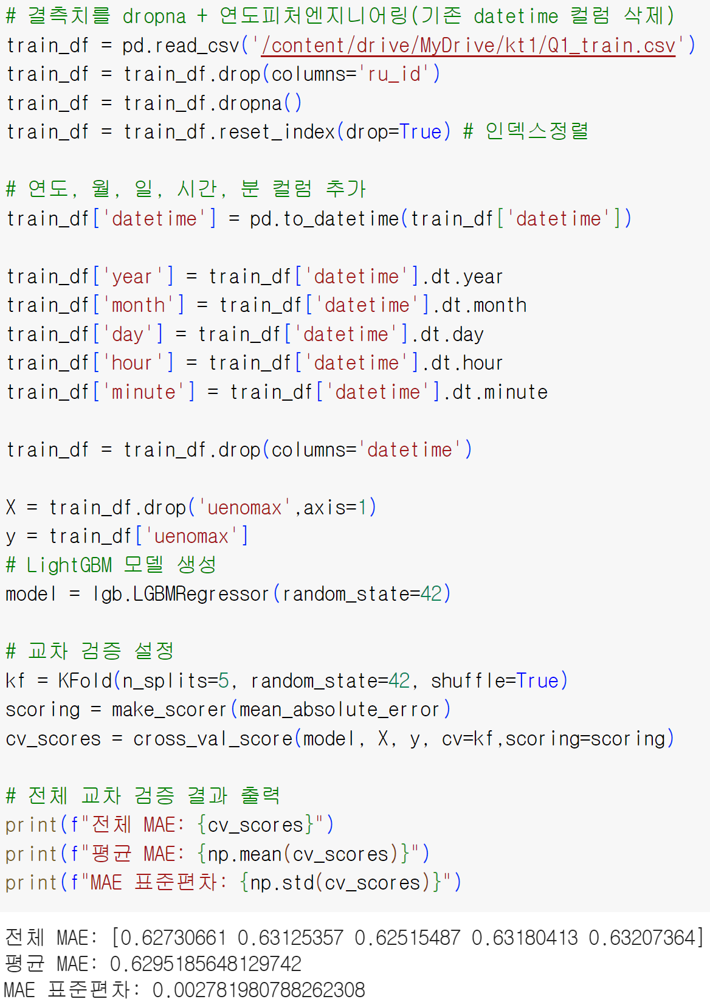 # 결측치를 dropna + 연도피처엔지니어링(기존 datetime 컬럼 삭제)
train_df = pd.read_csv('/content/drive/MyDrive/kt1/Q1_train.csv')
train_df = train_df.drop(columns='ru_id')
train_df = train_df.dropna()
train_df = train_df.reset_index(drop=True) # 인덱스정렬
# 연도, 월, 일, 시간, 분 컬럼 추가
train_df['datetime'] = pd.to_datetime(train_df['datetime'])
train_df['year'] = train_df['datetime'].dt.year
train_df['month'] = train_df['datetime'].dt.month
train_df['day'] = train_df['datetime'].dt.day
train_df['hour'] = train_df['datetime'].dt.hour
train_df['minute'] = train_df['datetime'].dt.minute
train_df = train_df.drop(columns='datetime')
X = train_df.drop('uenomax',axis=1)
y = train_df['uenomax']
# LightGBM 모델 생성
model = lgb.LGBMRegressor(random_state=42)
# 교차 검증 설정
kf = KFold(n_splits=5, random_state=42, shuffle=True)
scoring = make_scorer(mean_absolute_error)
cv_scores = cross_val_score(model, X, y, cv=kf,scoring=scoring)
# 전체 교차 검증 결과 출력
print(f"전체 MAE: {cv_scores}")
print(f"평균 MAE: {np.mean(cv_scores)}")
print(f"MAE 표준편차: {np.std(cv_scores)}")
전체 MAE: [0.62730661 0.63125357 0.62515487 0.63180413 0.63207364]
평균 MAE: 0.6295185648129742
MAE 표준편차: 0.002781980788262308